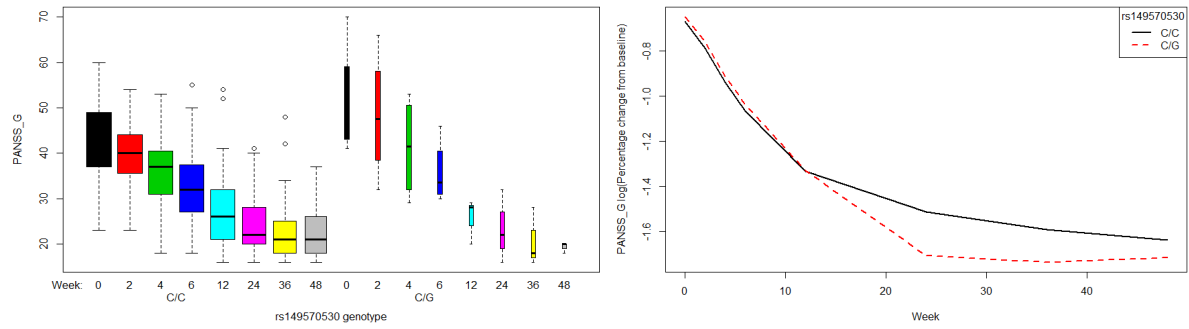 PANSS_G
70
60
50
40
30
20
Week: 0 2 4 6 12 24 36 48 0 2 4 6 12 24 36 48
C/C C/G
rs149570530 genotype
PANSS_G log(Percentage change from baseline)
-0.8
-1.0
-1.2
-1.4
-1.6
rs149570530
C/C
C/G
0 10 20 30 40
Week